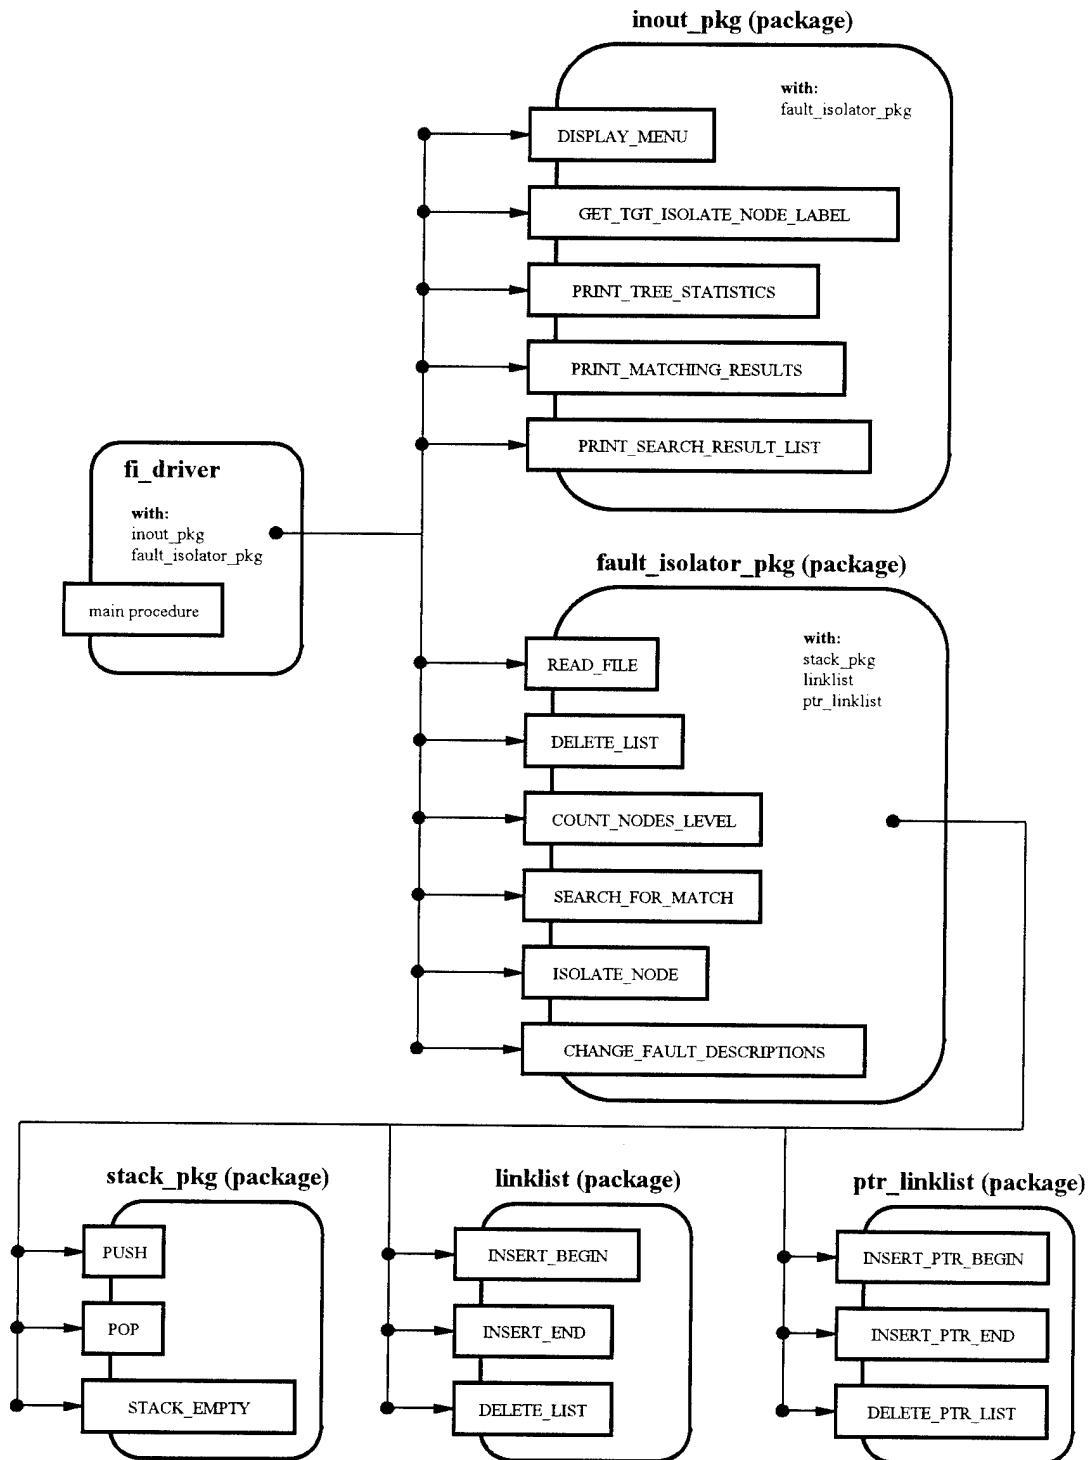 inout_pkg (package)
with:
fault_isolator_pkg
DISPLAY_MENU
GET_TGT_ISOLATE_NODE_LABEL
PRINT_TREE_STATISTICS
PRINT_MATCHING_RESULTS
PRINT_SEARCH_RESULT_LIST
fi_driver
with:
inout_pkg
fault_isolator_pkg
main procedure
fault_isolator_pkg (package)
with:
stack_pkg
linklist
ptr_linklist
READ_FILE
DELETE_LIST
COUNT_NODES_LEVEL
SEARCH_FOR_MATCH
ISOLATE_NODE
CHANGE_FAULT_DESCRIPTIONS
stack_pkg (package)
PUSH
POP
STACK_EMPTY
linklist (package)
INSERT_BEGIN
INSERT_END
DELETE_LIST
ptr_linklist (package)
INSERT_PTR_BEGIN
INSERT_PTR_END
DELETE_PTR_LIST